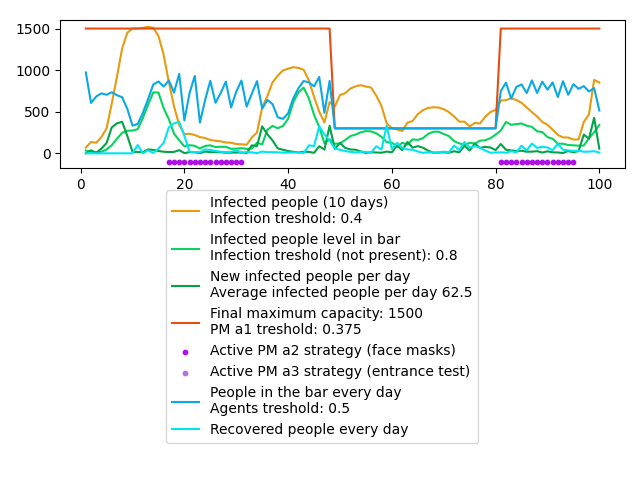 1500
1000
500
0
0
20
40
60
80
100
Infected people (10 days)
Infection treshold: 0.4
Infected people level in bar
Infection treshold (not present): 0.8
New infected people per day
Average infected people per day 62.5
Final maximum capacity: 1500
PM a1 treshold: 0.375
Active PM a2 strategy (face masks)
Active PM a3 strategy (entrance test)
People in the bar every day
Agents treshold: 0.5
Recovered people every day